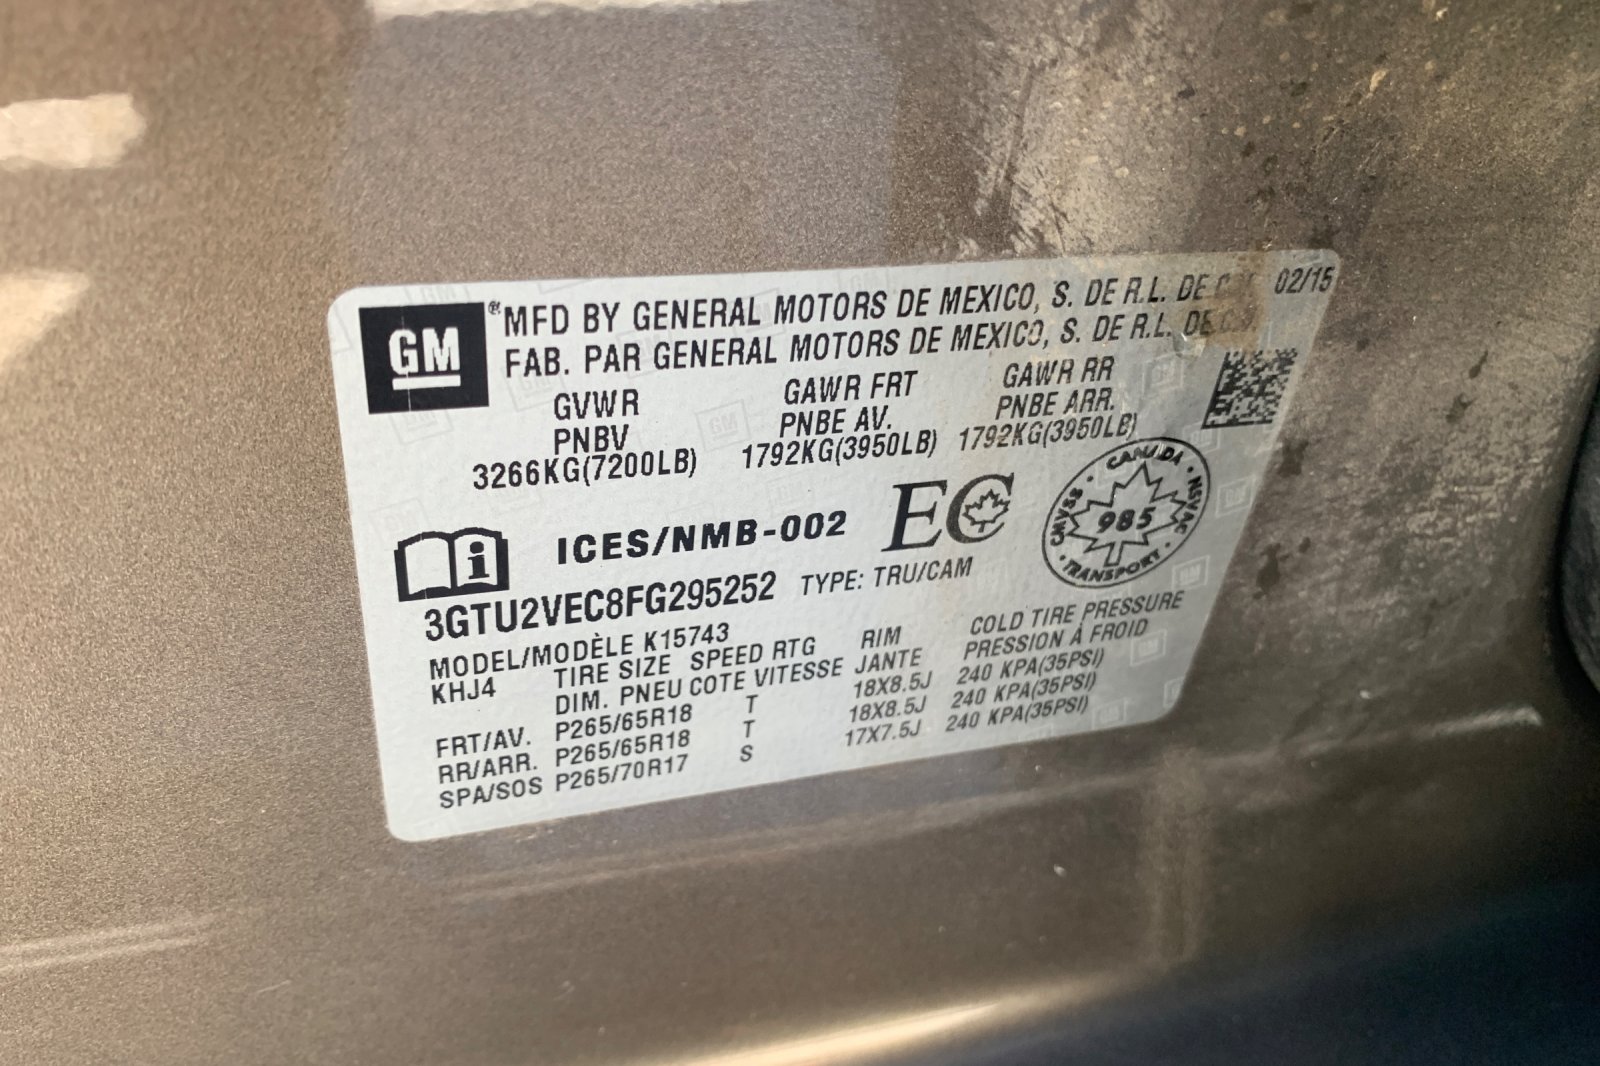 GM
® MFD BY GENERAL MOTORS DE MEXICO, S. DE R.L. DE 02/15
FAB. PAR GENERAL MOTORS DE MEXICO, S. DE R.L. DE C.V.
GVWR GAWR FRT GAWR RR
PNBV PNBE AV. PNBE ARR.
3266KG(7200LB) 1792KG(3950LB) 1792KG(3950LB)
i ICES/NMB-002 EC
CANADA · NSVAC · TRANSPORT · CMVSS ·
985
3GTU2VEC8FG295252 TYPE: TRU/CAM
MODEL/MODÈLE K15743
KHJ4 TIRE SIZE SPEED RTG RIM COLD TIRE PRESSURE
DIM. PNEU COTE VITESSE JANTE PRESSION À FROID
FRT/AV. P265/65R18 T 18X8.5J 240 KPA(35PSI)
RR/ARR. P265/65R18 T 18X8.5J 240 KPA(35PSI)
SPA/SOS P265/70R17 S 17X7.5J 240 KPA(35PSI)